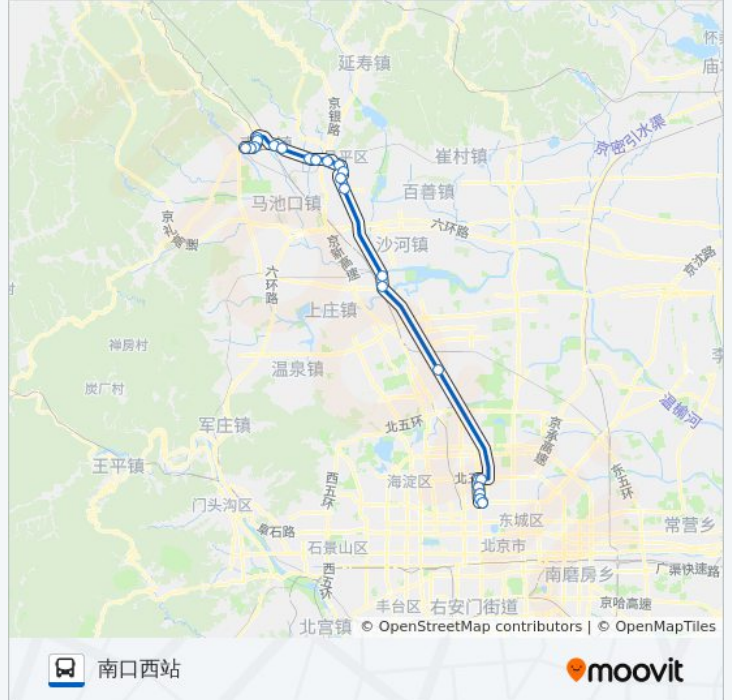 延寿镇
怀
庙
京银路
京密引水渠
崔村镇
昌平区
百善镇
马池口镇
京礼高速
六环路
沙河镇
京新高速
京沈路
六环路
上庄镇
禅房村
温泉镇
李
炭厂村
温榆河
军庄镇
北五环
京承高速
王平镇
海淀区
西五环
东五环
门头沟区
东城区
常营乡
阜石路
石景山区
北京市
西五环
南磨房乡
广渠快速路
丰台区
右安门街道
京哈高速
北宫镇
© OpenStreetMap contributors | © OpenMapTiles
南口西站
moovit